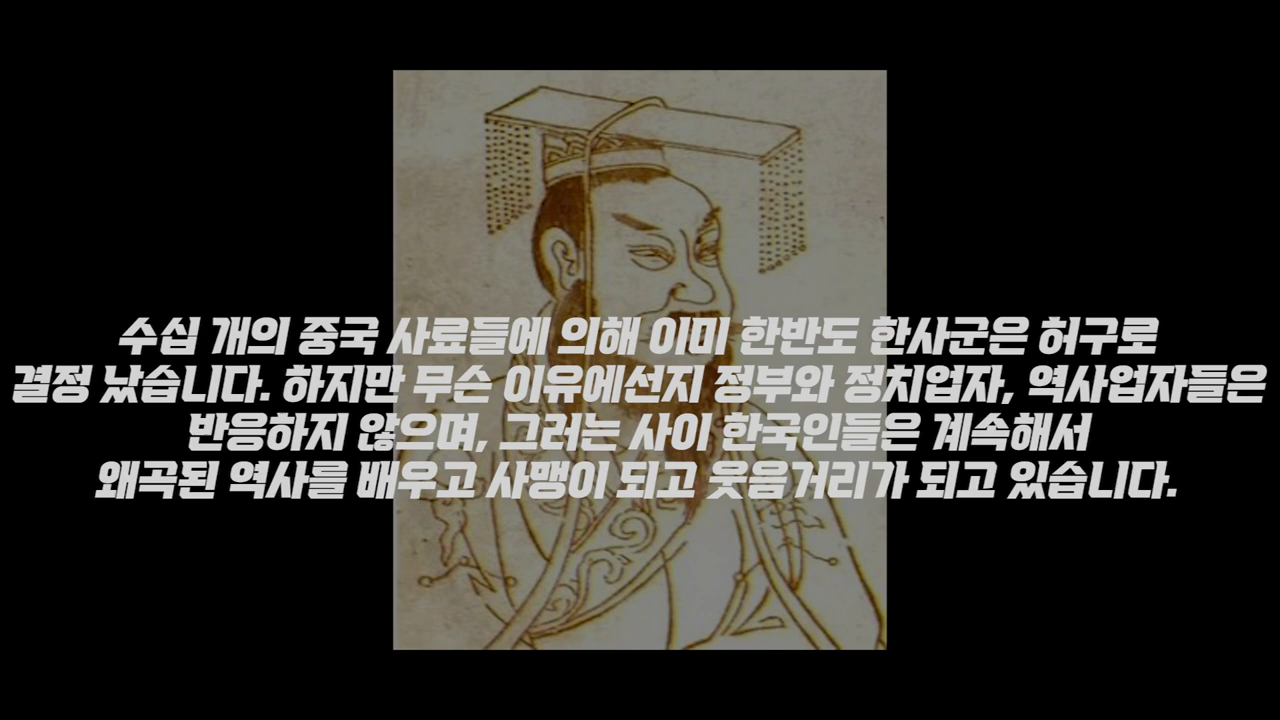 수십 개의 중국 사료들에 의해 이미 한반도 한사군은 허구로
결정 났습니다. 하지만 무슨 이유에선지 정부와 정치업자, 역사업자들은
반응하지 않으며, 그러는 사이 한국인들은 계속해서
왜곡된 역사를 배우고 사맹이 되고 웃음거리가 되고 있습니다.